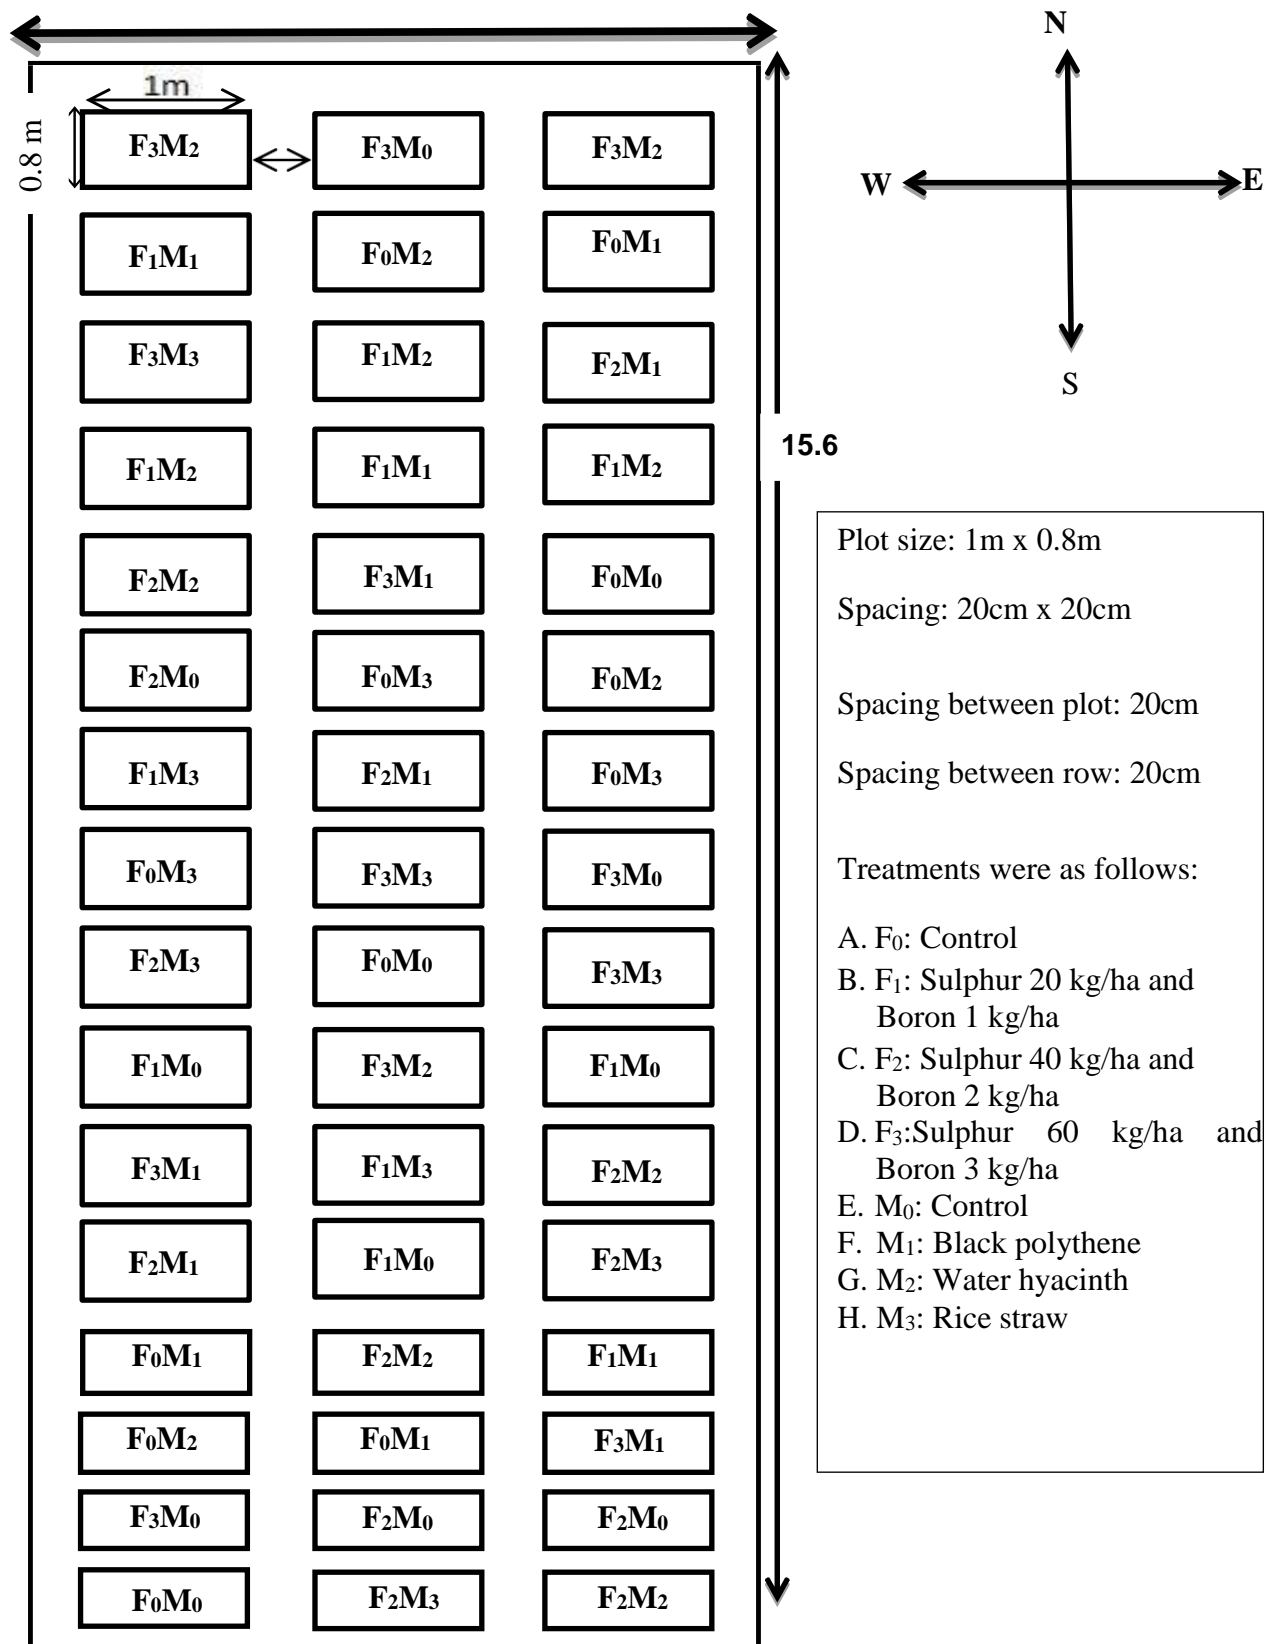 N
1m
0.8 m
F₃M₂ F₃M₀ F₃M₂
W E
F₁M₁ F₀M₂ F₀M₁
F₃M₃ F₁M₂ F₂M₁
S
15.6
F₁M₂ F₁M₁ F₁M₂
F₂M₂ F₃M₁ F₀M₀
F₂M₀ F₀M₃ F₀M₂
F₁M₃ F₂M₁ F₀M₃
F₀M₃ F₃M₃ F₃M₀
F₂M₃ F₀M₀ F₃M₃
F₁M₀ F₃M₂ F₁M₀
F₃M₁ F₁M₃ F₂M₂
F₂M₁ F₁M₀ F₂M₃
F₀M₁ F₂M₂ F₁M₁
F₀M₂ F₀M₁ F₃M₁
F₃M₀ F₂M₀ F₂M₀
F₀M₀ F₂M₃ F₂M₂
Plot size: 1m x 0.8m
Spacing: 20cm x 20cm
Spacing between plot: 20cm
Spacing between row: 20cm
Treatments were as follows:
A. F₀: Control
B. F₁: Sulphur 20 kg/ha and
Boron 1 kg/ha
C. F₂: Sulphur 40 kg/ha and
Boron 2 kg/ha
D. F₃:Sulphur 60 kg/ha and
Boron 3 kg/ha
E. M₀: Control
F. M₁: Black polythene
G. M₂: Water hyacinth
H. M₃: Rice straw